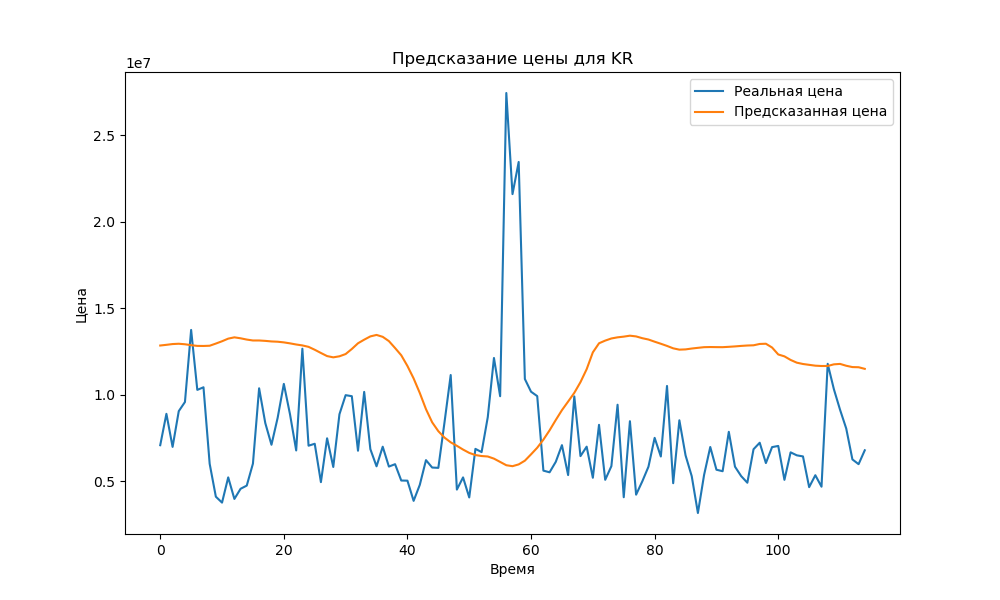 Предсказание цены для KR
1e7
Реальная цена
Предсказанная цена
2.5
2.0
1.5
1.0
0.5
Цена
0 20 40 60 80 100
Время